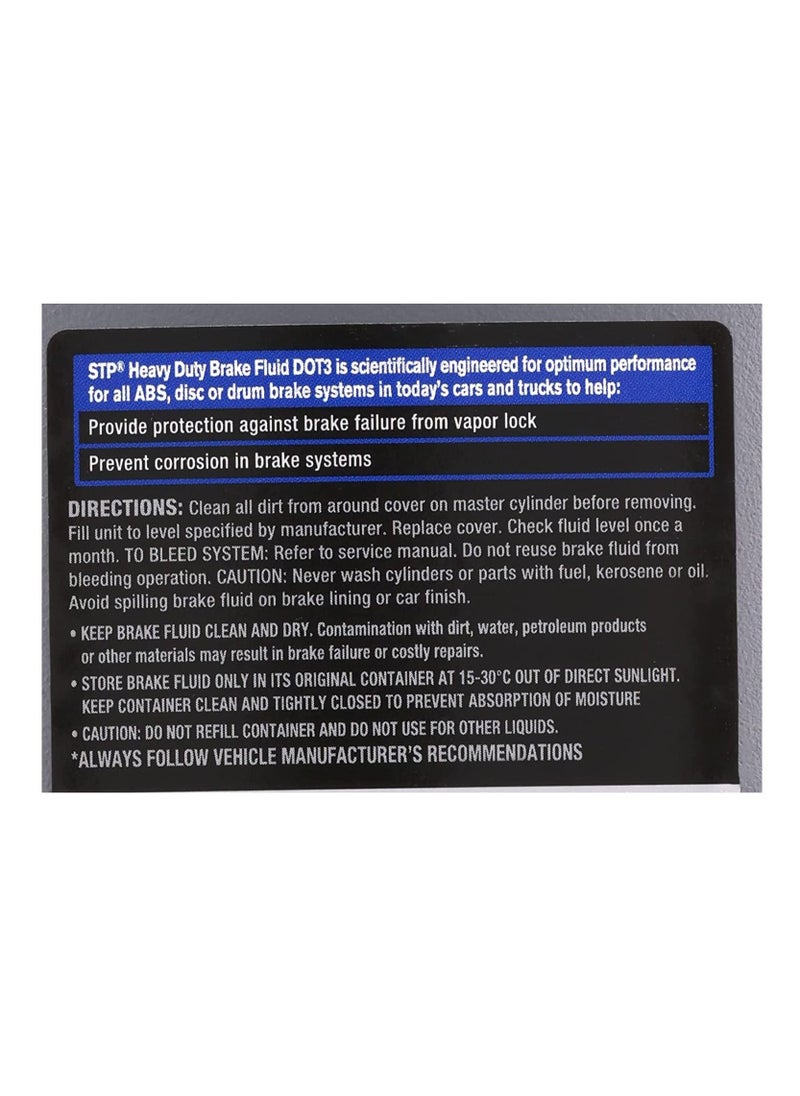 STP® Heavy Duty Brake Fluid DOT3 is scientifically engineered for optimum performance
for all ABS, disc or drum brake systems in today's cars and trucks to help:
Provide protection against brake failure from vapor lock
Prevent corrosion in brake systems
DIRECTIONS: Clean all dirt from around cover on master cylinder before removing.
Fill unit to level specified by manufacturer. Replace cover. Check fluid level once a
month. TO BLEED SYSTEM: Refer to service manual. Do not reuse brake fluid from
bleeding operation. CAUTION: Never wash cylinders or parts with fuel, kerosene or oil.
Avoid spilling brake fluid on brake lining or car finish.
• KEEP BRAKE FLUID CLEAN AND DRY. Contamination with dirt, water, petroleum products
or other materials may result in brake failure or costly repairs.
• STORE BRAKE FLUID ONLY IN ITS ORIGINAL CONTAINER AT 15-30°C OUT OF DIRECT SUNLIGHT.
KEEP CONTAINER CLEAN AND TIGHTLY CLOSED TO PREVENT ABSORPTION OF MOISTURE
• CAUTION: DO NOT REFILL CONTAINER AND DO NOT USE FOR OTHER LIQUIDS.
*ALWAYS FOLLOW VEHICLE MANUFACTURER'S RECOMMENDATIONS